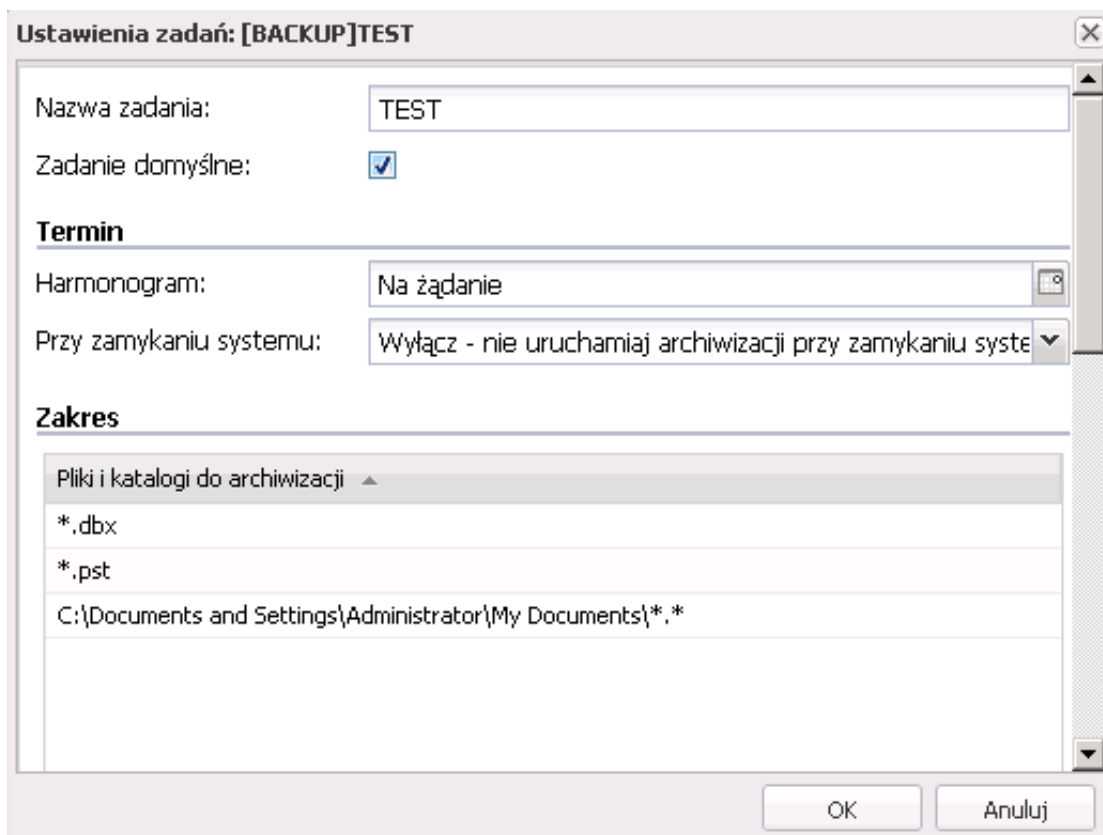 Ustawienia zadań: [BACKUP]TEST
Nazwa zadania: TEST
Zadanie domyślne:
Termin
Harmonogram: Na żądanie
Przy zamykaniu systemu: Wyłącz - nie uruchamiaj archiwizacji przy zamykaniu syste
Zakres
Pliki i katalogi do archiwizacji
*.dbx
*.pst
C:\Documents and Settings\Administrator\My Documents\*.*
OK Anuluj